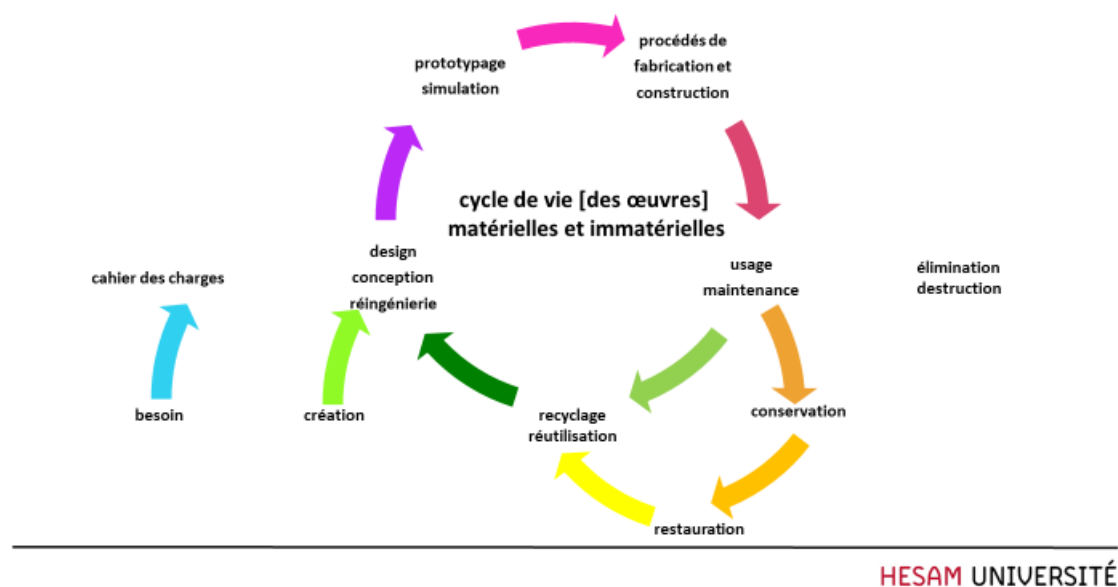 prototypage
simulation
procédés de
fabrication et
construction
cycle de vie [des œuvres]
matérielles et immatérielles
cahier des charges
design
conception
réingénierie
usage
maintenance
élimination
destruction
besoin
création
recyclage
réutilisation
conservation
restauration
HESAM UNIVERSITÉ